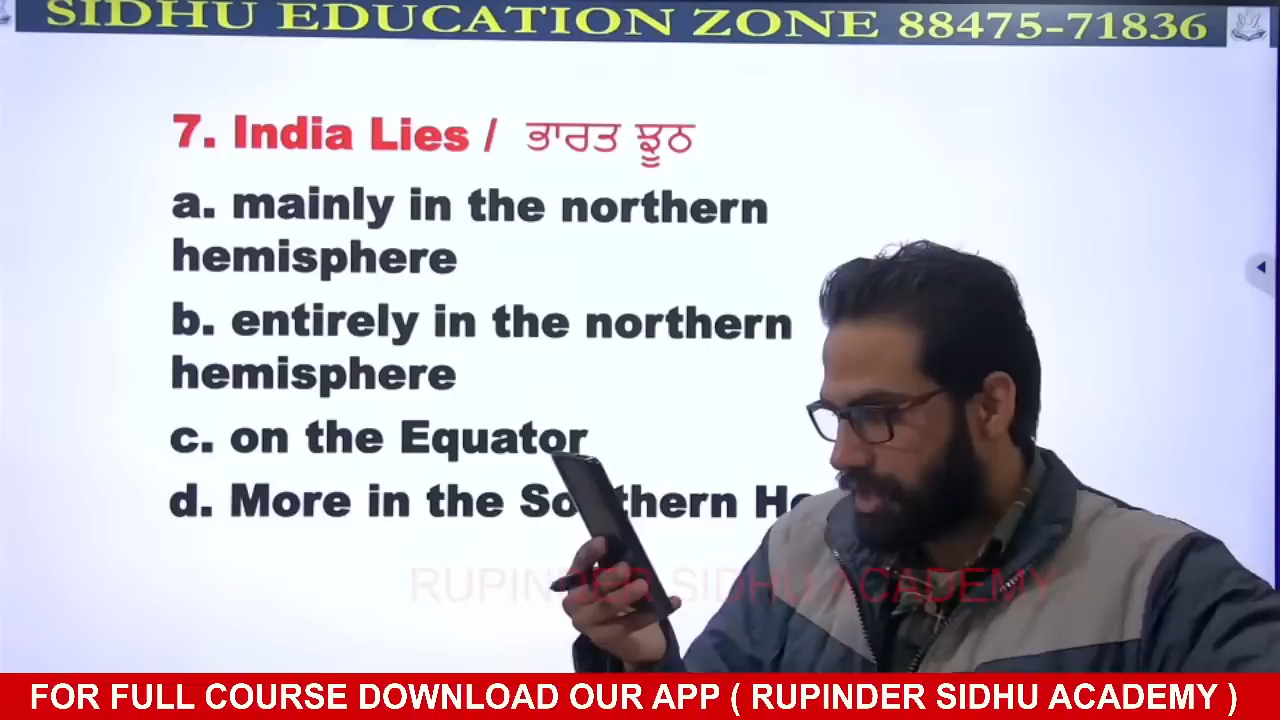 SIDHU EDUCATION ZONE 88475-71836
7. India Lies / ਭਾਰਤ ਝੂਠ
a. mainly in the northern
hemisphere
b. entirely in the northern
hemisphere
c. on the Equator
d. More in the Southern
RUPINDER SIDHU ACADEMY
FOR FULL COURSE DOWNLOAD OUR APP ( RUPINDER SIDHU ACADEMY )